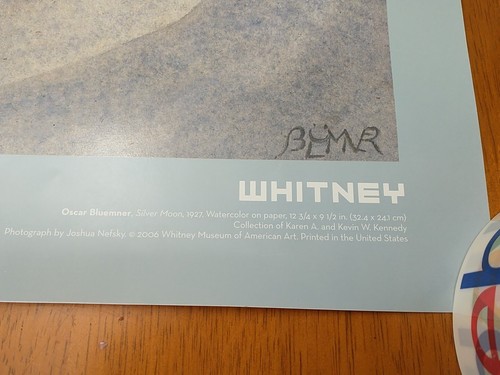 BLÜMNER
WHITNEY
Oscar Bluemner, Silver Moon, 1927. Watercolor on paper, 12 3/4 x 9 1/2 in. (32.4 x 24.1 cm)
Collection of Karen A. and Kevin W. Kennedy
Photograph by Joshua Nefsky. © 2006 Whitney Museum of American Art. Printed in the United States
eb